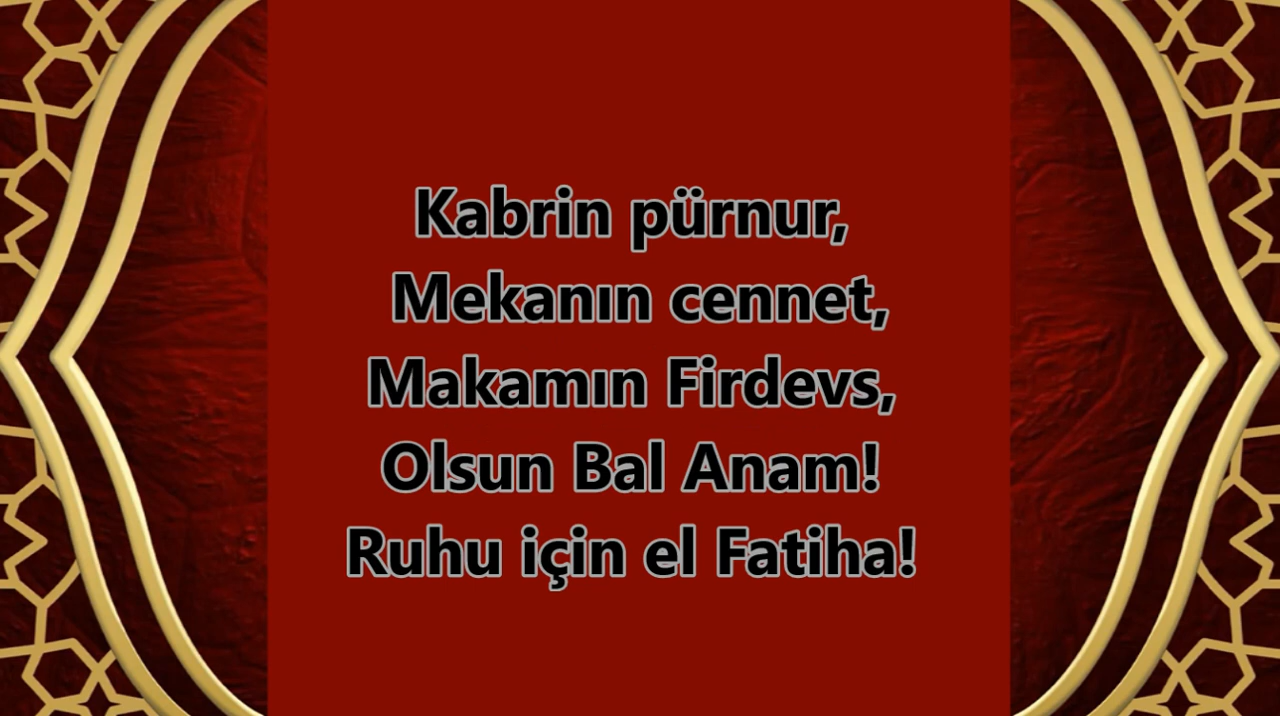 Kabrin pürnur,
Mekanın cennet,
Makamın Firdevs,
Olsun Bal Anam!
Ruhu için el Fatiha!